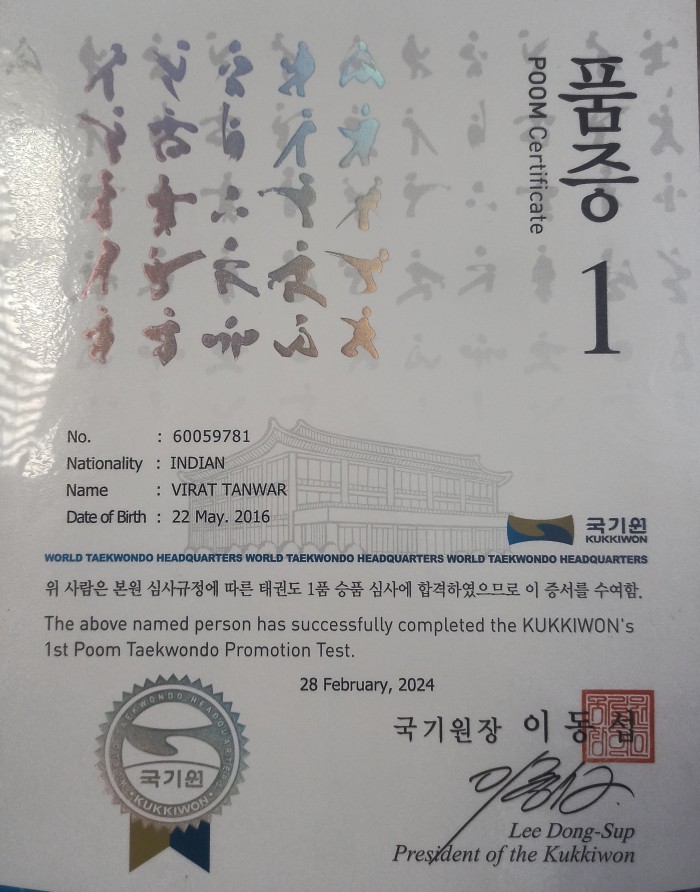 품증
POOM Certificate
1
No. : 60059781
Nationality : INDIAN
Name : VIRAT TANWAR
Date of Birth : 22 May. 2016
국기원
KUKKIWON
WORLD TAEKWONDO HEADQUARTERS WORLD TAEKWONDO HEADQUARTERS WORLD TAEKWONDO HEADQUARTERS
위 사람은 본원 심사규정에 따른 태권도 1품 승품 심사에 합격하였으므로 이 증서를 수여함.
The above named person has successfully completed the KUKKIWON's
1st Poom Taekwondo Promotion Test.
28 February, 2024
국기원장 이동섭
WORLD TAEKWONDO HEADQUARTERS
국기원
KUKKIWON
Lee Dong-Sup
President of the Kukkiwon